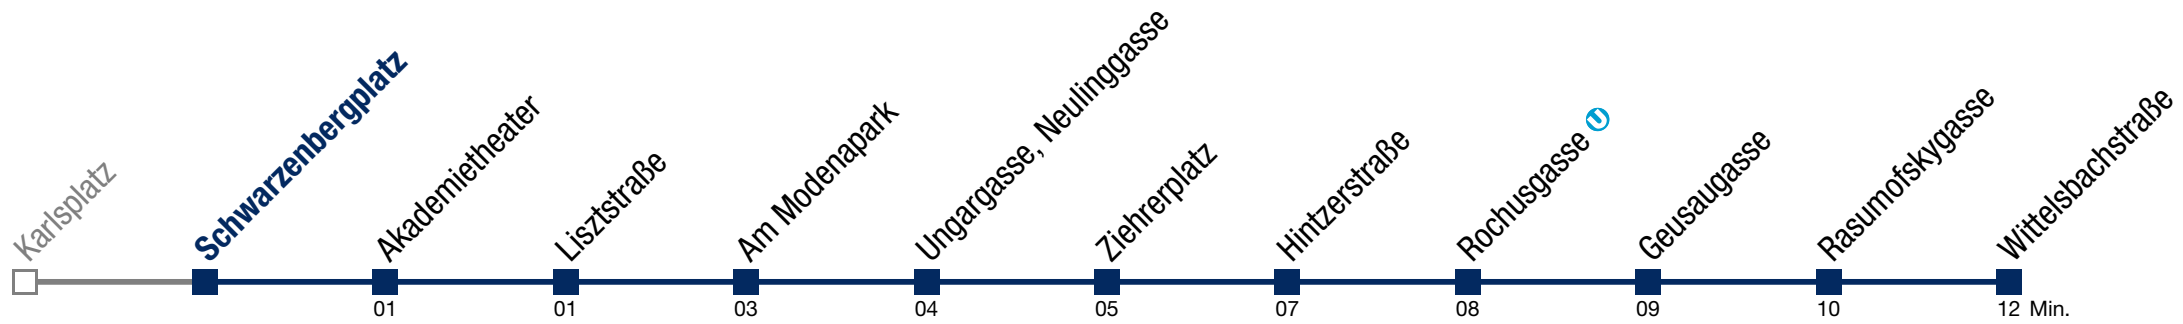 Karlsplatz
Schwarzenbergplatz
Akademietheater
Lisztstraße
Am Modenapark
Ungargasse, Neulinggasse
Ziehrerplatz
Hintzerstraße
Rochusgasse U
Geusaugasse
Rasumofskygasse
Wittelsbachstraße
01 01 03 04 05 07 08 09 10 12 Min.